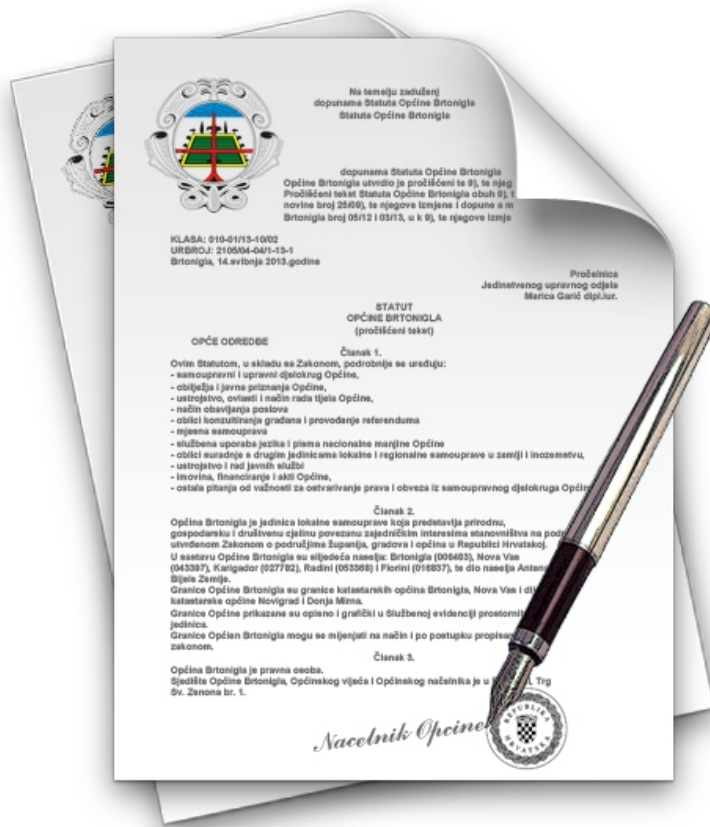 Na temelju zaduženj
dopunama Statuta Općine Brtonigla
Statuta Općine Brtonigla
dopunama Statuta Općine Brtonigla
Općine Brtonigla utvrdio je pročišćeni te 9), te njeg
Pročišćeni tekst Statuta Općine Brtonigla obuh 9), t
novine broj 25/09), te njegove izmjene i dopune a m
Brtonigla broj 05/12 i 03/13, u k 9), te njegove izmje
KLASA: 010-01/13-10/02
URBROJ: 2105/04-04/1-13-1
Brtonigla, 14.svibnja 2013.godine
Pročelnica
Jedinstvenog upravnog odjela
Marica Garić dipl.iur.
STATUT
OPĆINE BRTONIGLA
(pročišćeni tekst)
OPĆE ODREDBE
Članak 1.
Ovim Statutom, u skladu sa Zakonom, podrobnije se uređuju:
- samoupravni i upravni djelokrug Općine,
- obilježja i javna priznanja Općine,
- ustrojstvo, ovlasti i način rada tijela Općine,
- način obavljanja poslova
- oblici konzultiranja građana i provođenje referenduma
- mjesna samouprava
- službena uporaba jezika i pisma nacionalne manjine Općine
- oblici suradnje s drugim jedinicama lokalne i regionalne samouprave u zemlji i inozemstvu,
- ustrojstvo i rad javnih službi
- imovina, financiranje i akti Općine,
- ostala pitanja od važnosti za ostvarivanje prava i obveza iz samoupravnog djelokruga Općin
Članak 2.
Općina Brtonigla je jedinica lokalne samouprave koja predstavlja prirodnu,
gospodarsku i društvenu cjelinu povezanu zajedničkim interesima stanovništva na pod
utvrđenom Zakonom o područjima županija, gradova i općina u Republici Hrvatskoj.
U sastavu Općine Brtonigla su slijedeća naselja: Brtonigla (006483), Nova Vas
(043397), Karigador (027782), Radini (053368) i Fiorini (016837), te dio naselja Anten
Bijele Zemlje.
Granice Općine Brtonigla su granice katastarskih općina Brtonigla, Nova Vas i di
katastarske općine Novigrad i Donja Mirna.
Granice Općine prikazane su opisno i grafički u Službenoj evidenciji prostornih
jedinica.
Granice Općien Brtonigla mogu se mijenjati na način i po postupku propisa
zakonom.
Članak 3.
Općina Brtonigla je pravna osoba.
Sjedište Općine Brtonigla, Općinskog vijeća i Općinskog načelnika je u Trg
Sv. Zenona br. 1.
Nacelnik Opcine
REPUBLIKA
HRVATSKA